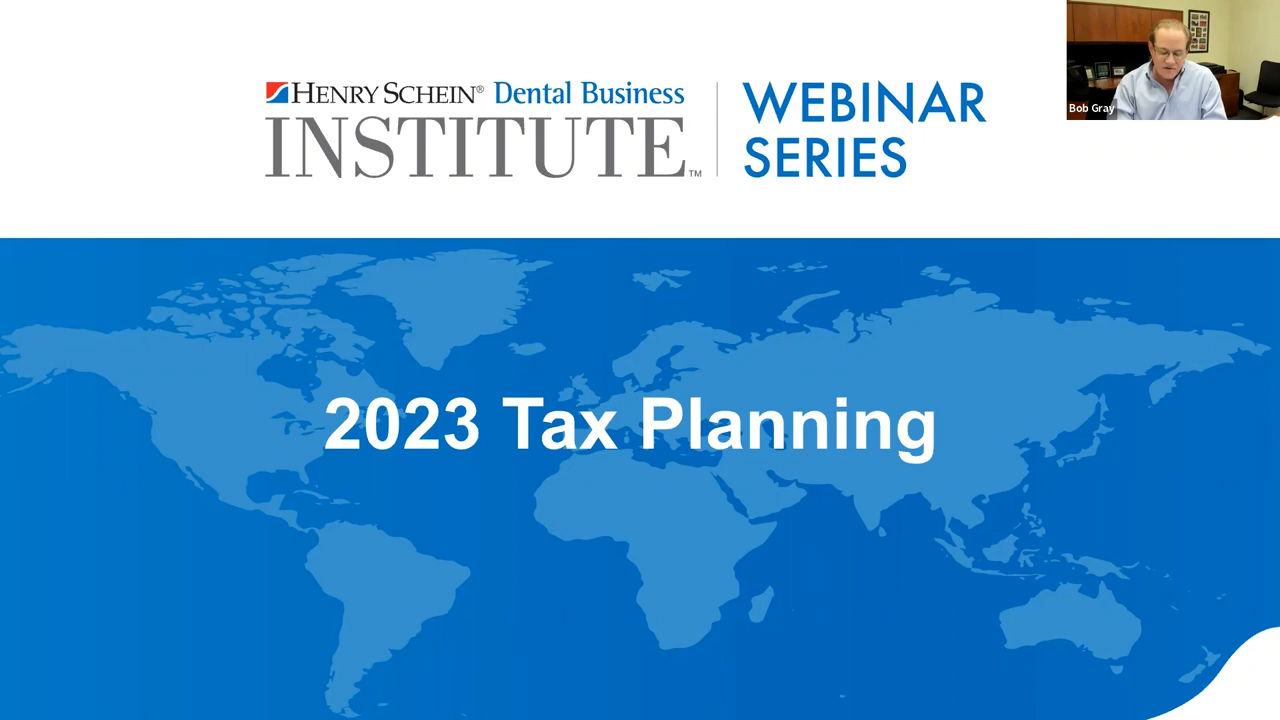 HENRY SCHEIN® Dental Business
INSTITUTE™
WEBINAR
SERIES
Bob Gray
2023 Tax Planning